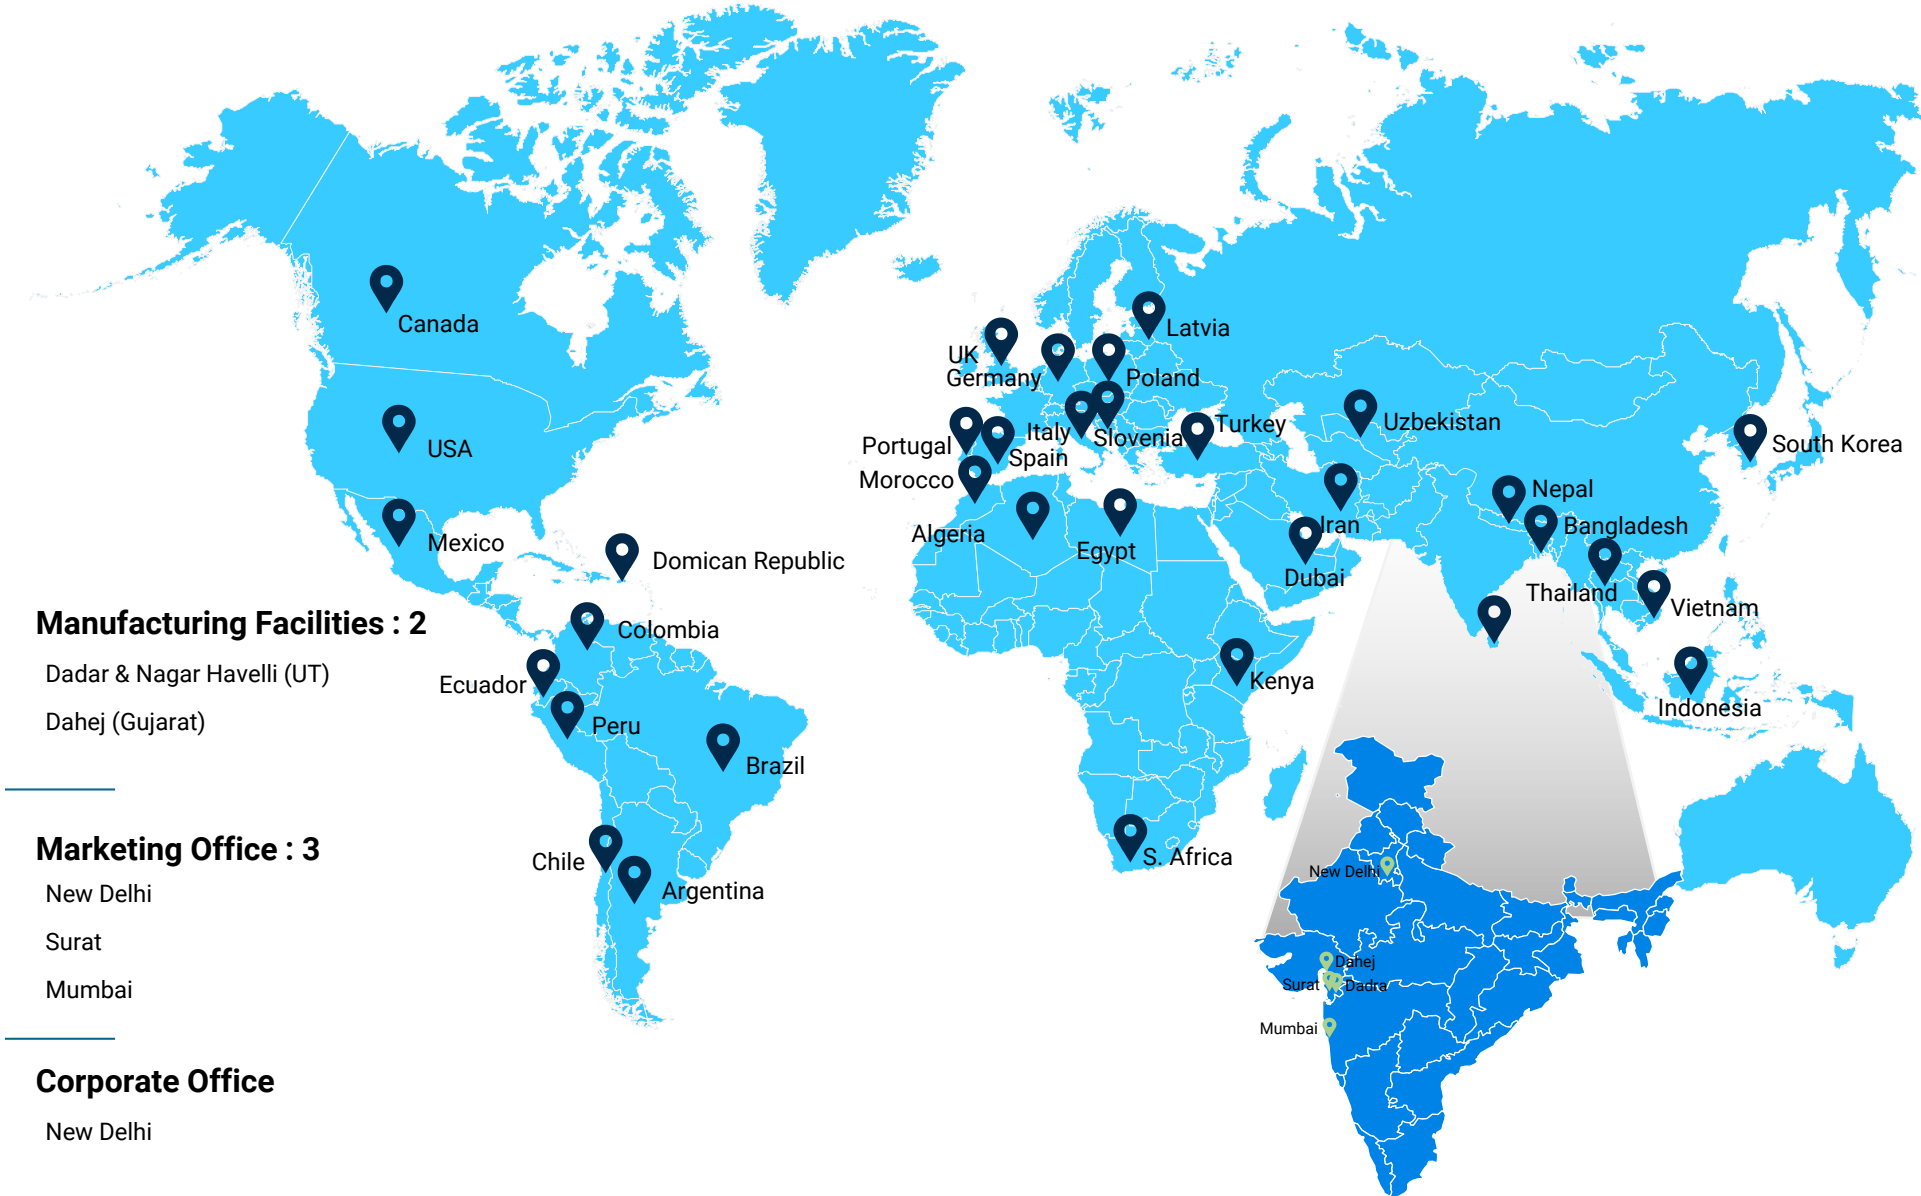 Canada
USA
Mexico
Domican Republic
Colombia
Ecuador
Peru
Brazil
Chile
Argentina
Latvia
UK
Germany
Poland
Portugal
Italy
Slovenia
Turkey
Spain
Morocco
Algeria
Egypt
Uzbekistan
South Korea
Iran
Dubai
Nepal
Bangladesh
Thailand
Vietnam
Indonesia
Kenya
S. Africa
Manufacturing Facilities : 2
Dadar & Nagar Havelli (UT)
Dahej (Gujarat)
Marketing Office : 3
New Delhi
Surat
Mumbai
Corporate Office
New Delhi
New Delhi
Dahej
Surat
Dadra
Mumbai